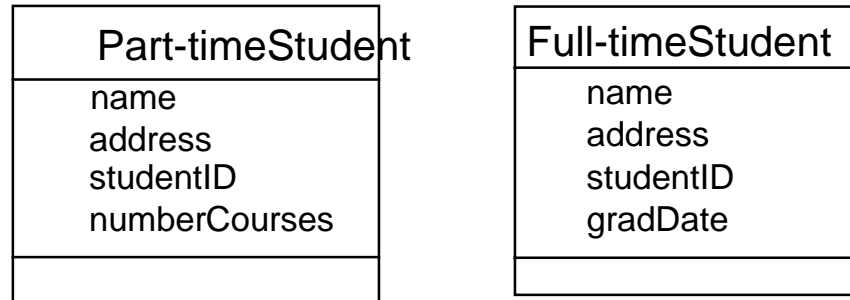 Part-timeStudent
name
address
studentID
numberCourses
Full-timeStudent
name
address
studentID
gradDate